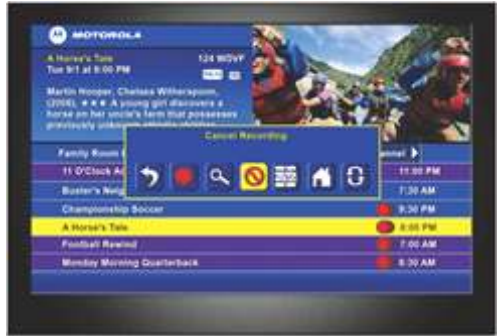 MOTOROLA
A Horse's Tale
124 WDVP
Tue 9/1 at 8:00 PM
Martin Hooper, Chelsea Witherspoon,
(2008), ★ ★ ★ A young girl discovers a
horse on her uncle's farm that possesses
previously
Cancel Recording
Family Room
11 O'Clock
11:00 PM
Buster's
7:30 AM
Championship Soccer
9:30 PM
A Horse's Tale
8:00 PM
Football Rewind
7:00 AM
Monday Morning Quarterback
8:30 AM